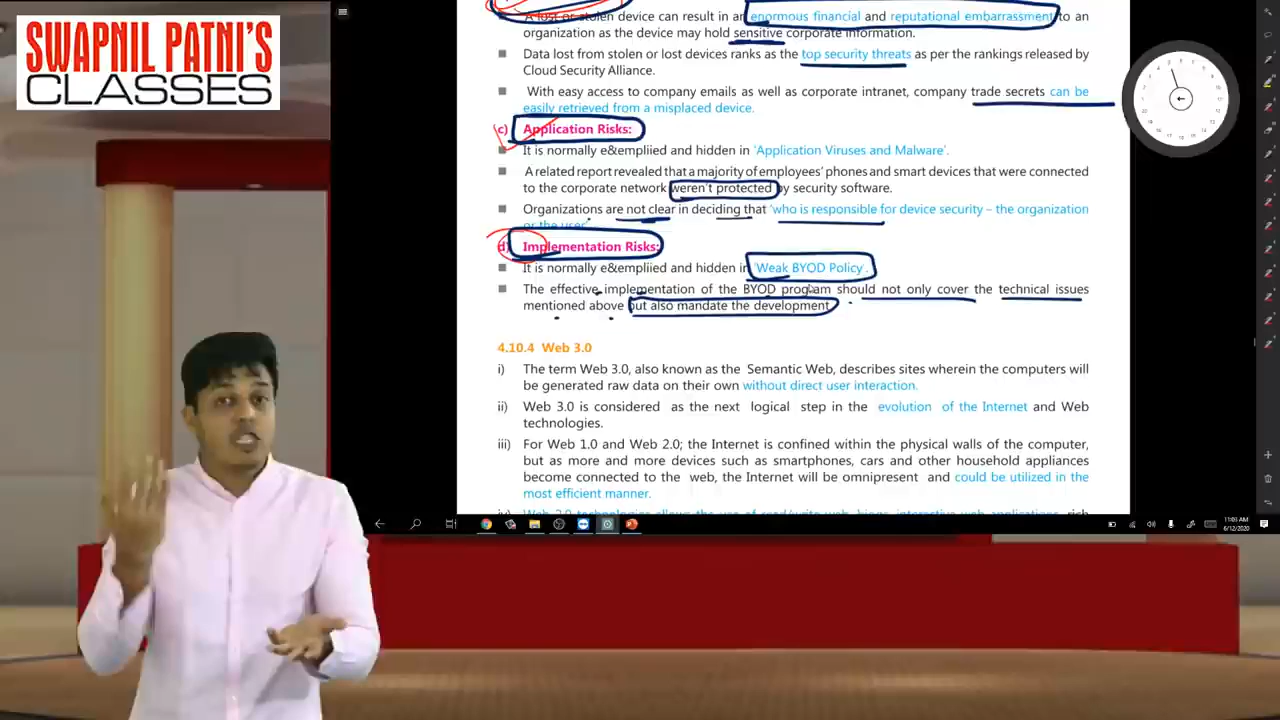 SWAPNIL PATNI'S
CLASSES
A lost or stolen device can result in an enormous financial and reputational embarrassment to an
organization as the device may hold sensitive corporate information.
■ Data lost from stolen or lost devices ranks as the top security threats as per the rankings released by
Cloud Security Alliance.
■ With easy access to company emails as well as corporate intranet, company trade secrets can be
easily retrieved from a misplaced device.
c) Application Risks:
■ It is normally e&empliied and hidden in 'Application Viruses and Malware'.
■ A related report revealed that a majority of employees' phones and smart devices that were connected
to the corporate network weren't protected by security software.
■ Organizations are not clear in deciding that 'who is responsible for device security – the organization
or the user'
d) Implementation Risks:
■ It is normally e&empliied and hidden in 'Weak BYOD Policy'.
■ The effective implementation of the BYOD program should not only cover the technical issues
mentioned above but also mandate the development
4.10.4 Web 3.0
i) The term Web 3.0, also known as the Semantic Web, describes sites wherein the computers will
be generated raw data on their own without direct user interaction.
ii) Web 3.0 is considered as the next logical step in the evolution of the Internet and Web
technologies.
iii) For Web 1.0 and Web 2.0; the Internet is confined within the physical walls of the computer,
but as more and more devices such as smartphones, cars and other household appliances
become connected to the web, the Internet will be omnipresent and could be utilized in the
most efficient manner.
11:03 AM
6/12/2020